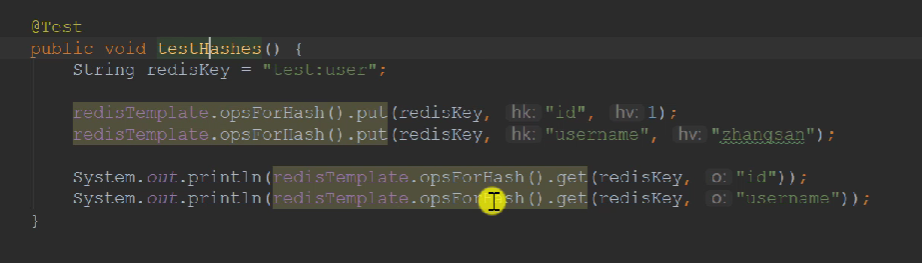 @Test
public void testHashes() {
String redisKey = "test:user";
redisTemplate.opsForHash().put(redisKey, hk: "id", hv: 1);
redisTemplate.opsForHash().put(redisKey, hk: "username", hv: "zhangsan");
System.out.println(redisTemplate.opsForHash().get(redisKey, o: "id"));
System.out.println(redisTemplate.opsForHash().get(redisKey, o: "username"));
}